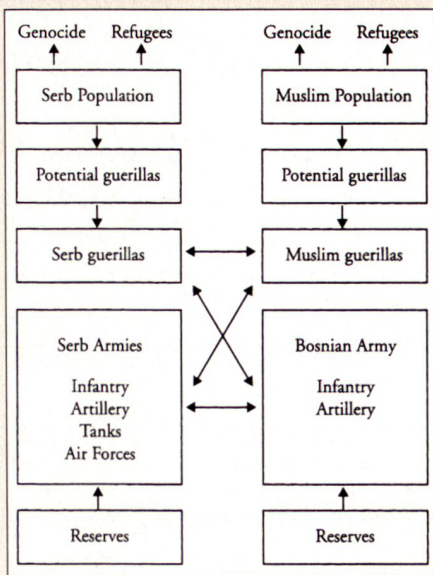 Genocide Refugees Genocide Refugees
Serb Population Muslim Population
Potential guerillas Potential guerillas
Serb guerillas Muslim guerillas
Serb Armies Bosnian Army
Infantry Infantry
Artillery Artillery
Tanks
Air Forces
Reserves Reserves